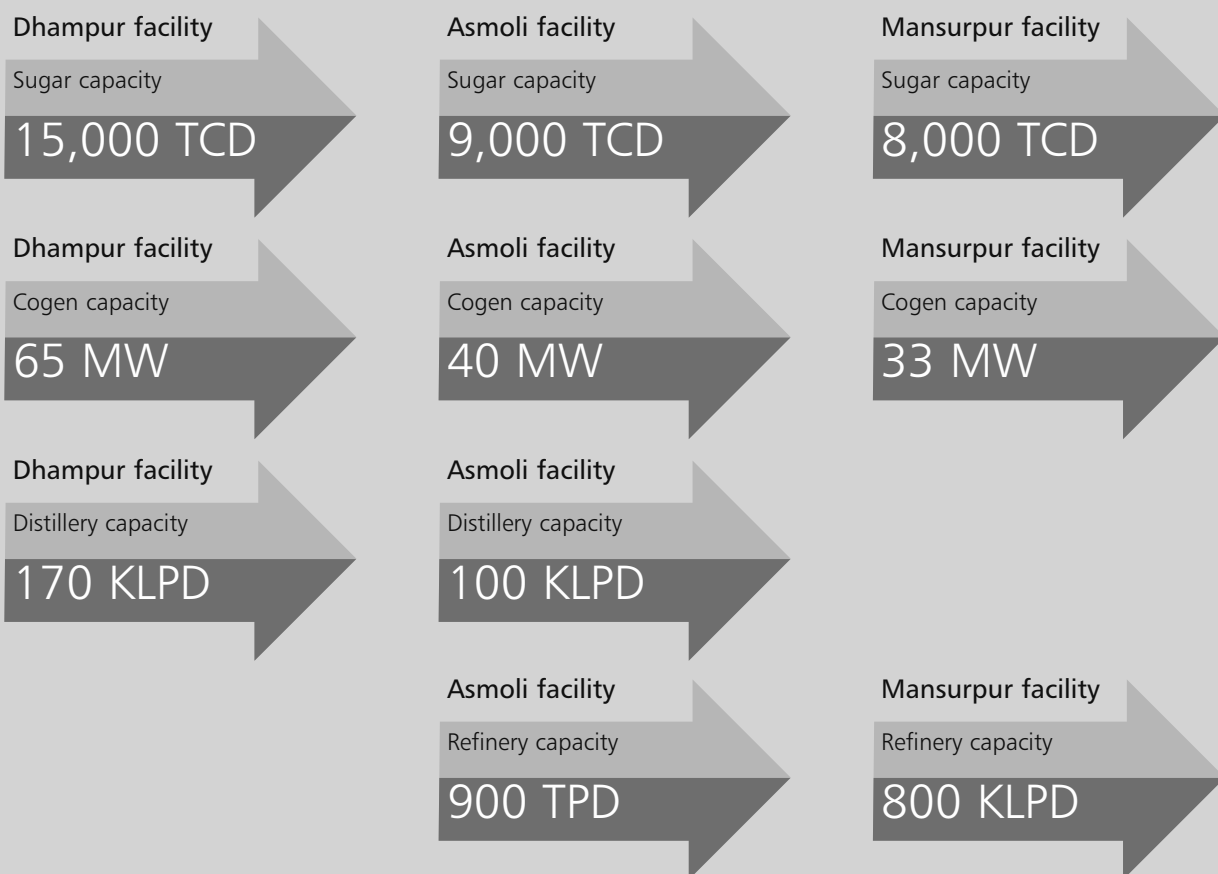 Dhampur facility
Sugar capacity
15,000 TCD
Asmoli facility
Sugar capacity
9,000 TCD
Mansurpur facility
Sugar capacity
8,000 TCD
Dhampur facility
Cogen capacity
65 MW
Asmoli facility
Cogen capacity
40 MW
Mansurpur facility
Cogen capacity
33 MW
Dhampur facility
Distillery capacity
170 KLPD
Asmoli facility
Distillery capacity
100 KLPD
Asmoli facility
Refinery capacity
900 TPD
Mansurpur facility
Refinery capacity
800 KLPD